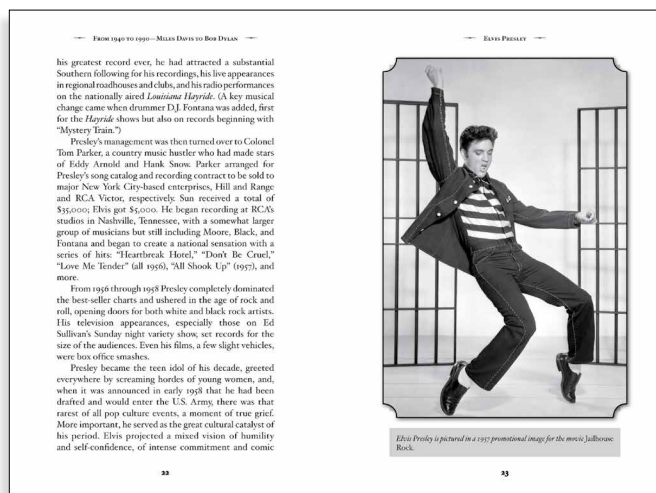 From 1940 to 1990—Miles Davis to Bob Dylan
his greatest record ever, he had attracted a substantial
Southern following for his recordings, his live appearances
in regional roadhouses and clubs, and his radio performances
on the nationally aired Louisiana Hayride. (A key musical
change came when drummer D.J. Fontana was added, first
for the Hayride shows but also on records beginning with
“Mystery Train.”)
Presley’s management was then turned over to Colonel
Tom Parker, a country music hustler who had made stars
of Eddy Arnold and Hank Snow. Parker arranged for
Presley’s song catalog and recording contract to be sold to
major New York City-based enterprises, Hill and Range
and RCA Victor, respectively. Sun received a total of
$35,000; Elvis got $5,000. He began recording at RCA’s
studios in Nashville, Tennessee, with a somewhat larger
group of musicians but still including Moore, Black, and
Fontana and began to create a national sensation with a
series of hits: “Heartbreak Hotel,” “Don’t Be Cruel,”
“Love Me Tender” (all 1956), “All Shook Up” (1957), and
more.
From 1956 through 1958 Presley completely dominated
the best-seller charts and ushered in the age of rock and
roll, opening doors for both white and black rock artists.
His television appearances, especially those on Ed
Sullivan’s Sunday night variety show, set records for the
size of the audiences. Even his films, a few slight vehicles,
were box office smashes.
Presley became the teen idol of his decade, greeted
everywhere by screaming hordes of young women, and,
when it was announced in early 1958 that he had been
drafted and would enter the U.S. Army, there was that
rarest of all pop culture events, a moment of true grief.
More important, he served as the great cultural catalyst of
his period. Elvis projected a mixed vision of humility
and self-confidence, of intense commitment and comic
22
Elvis Presley
Elvis Presley is pictured in a 1957 promotional image for the movie Jailhouse
Rock.
23